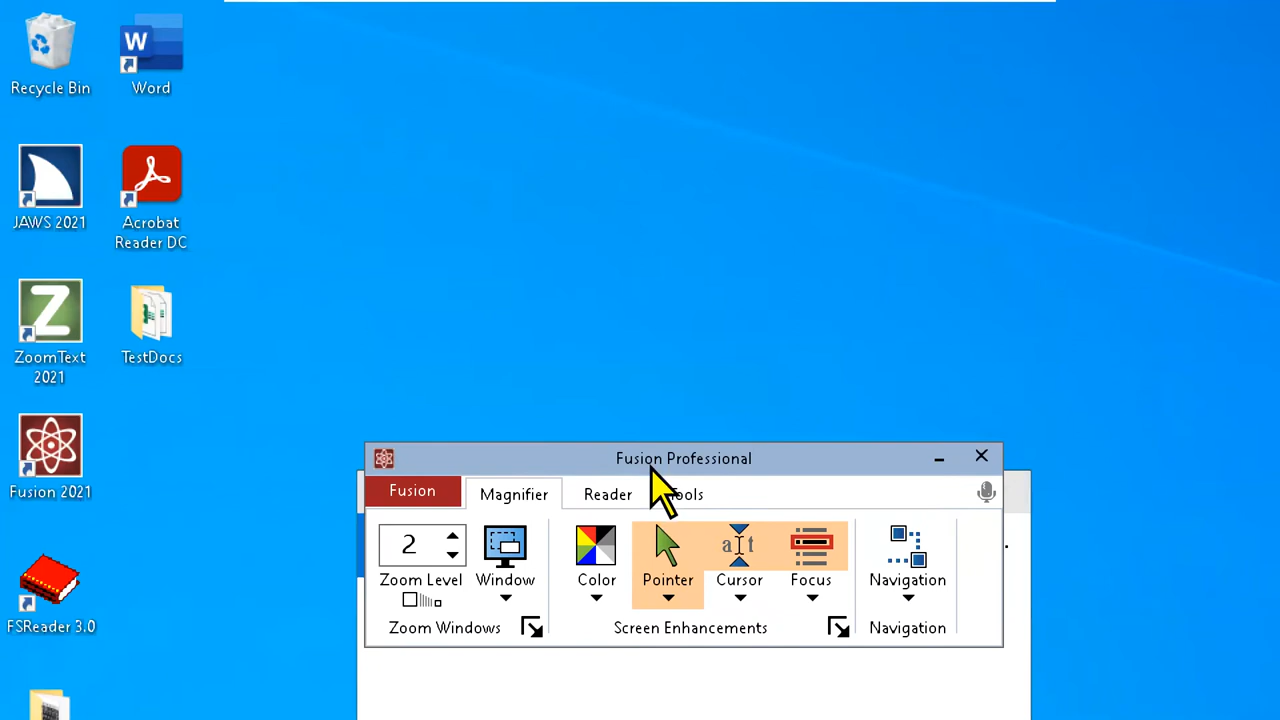 Recycle Bin
Word
JAWS 2021
Acrobat
Reader DC
ZoomText
2021
TestDocs
Fusion 2021
FSReader 3.0
Fusion Professional
Fusion
Magnifier
Reader
ools
2
Zoom Level
Window
Color
Pointer
Cursor
Focus
Navigation
Zoom Windows
Screen Enhancements
Navigation